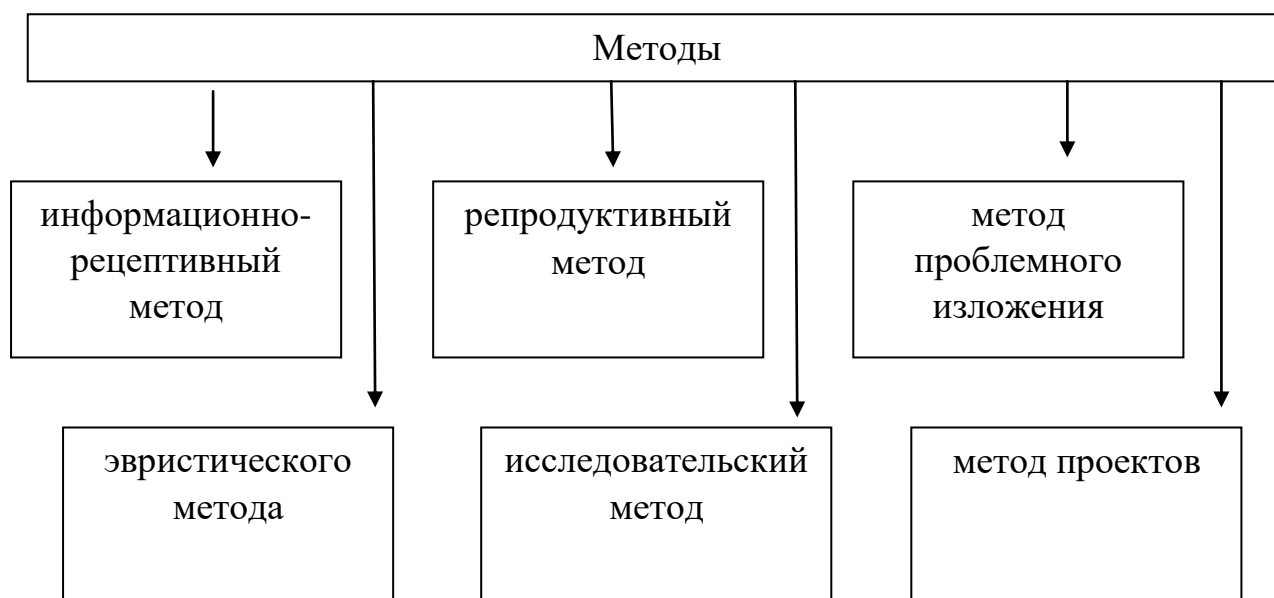 Методы
информационно-
рецептивный
метод
репродуктивный
метод
метод
проблемного
изложения
эвристического
метода
исследовательский
метод
метод проектов